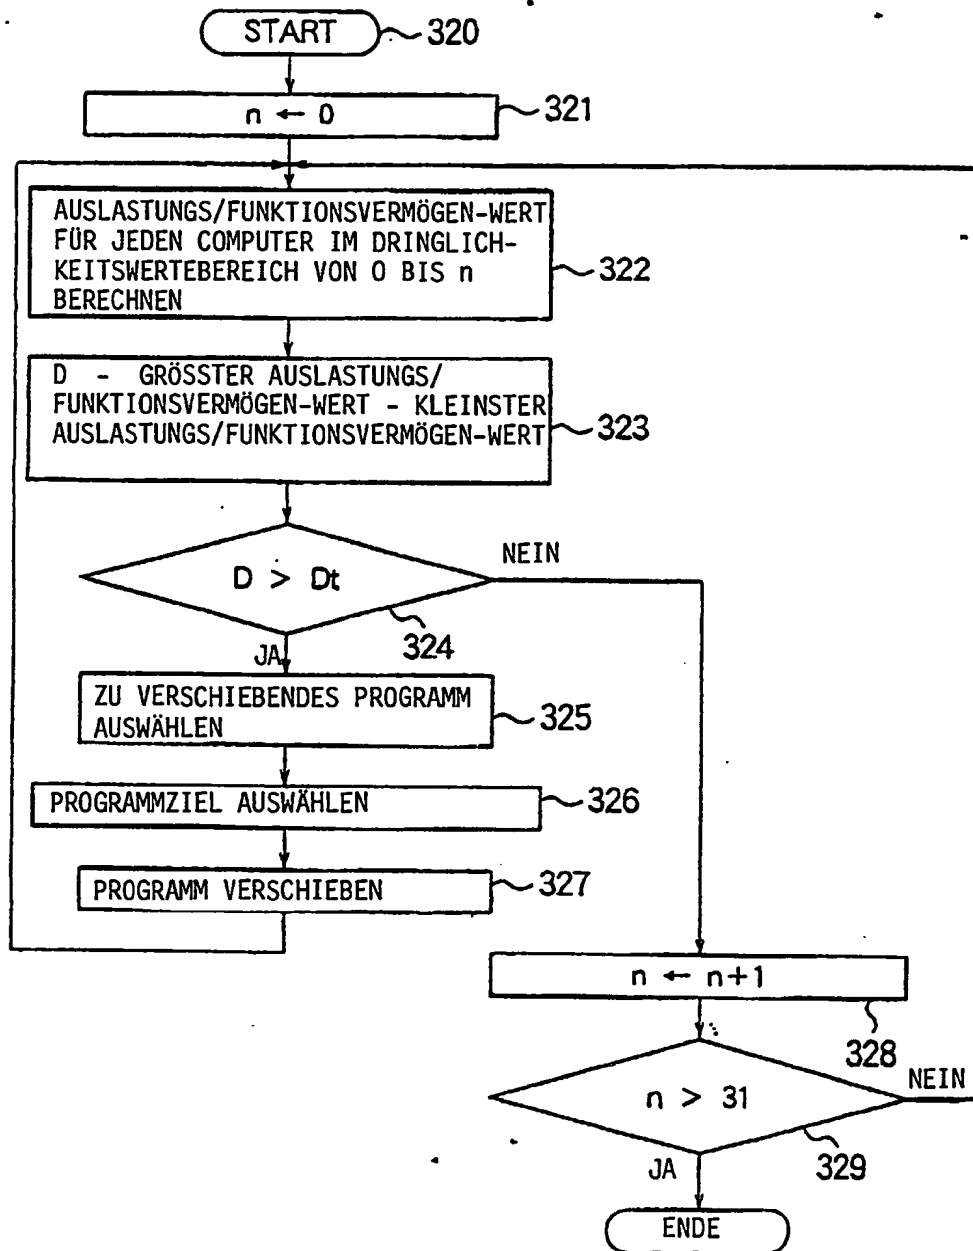 START
320
n ← 0
321
AUSLASTUNGS/FUNKTIONSVERMÖGEN-WERT
FÜR JEDEN COMPUTER IM DRINGLICH-
KEITSWERTEBEREICH VON 0 BIS n
BERECHNEN
322
D - GRÖSSTER AUSLASTUNGS/
FUNKTIONSVERMÖGEN-WERT - KLEINSTER
AUSLASTUNGS/FUNKTIONSVERMÖGEN-WERT
323
D > Dt
NEIN
324
JA
ZU VERSCHIEBENDES PROGRAMM
AUSWÄHLEN
325
PROGRAMMZIEL AUSWÄHLEN
326
PROGRAMM VERSCHIEBEN
327
n ← n+1
328
n > 31
NEIN
329
JA
ENDE